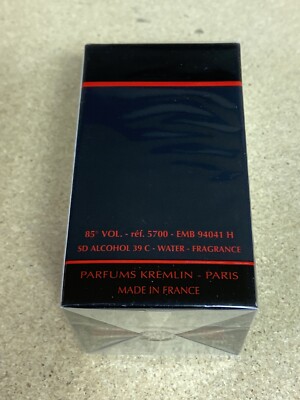 85° VOL. - réf. 5700 - EMB 94041 H
SD ALCOHOL 39 C - WATER - FRAGRANCE
PARFUMS KREMLIN - PARIS
MADE IN FRANCE